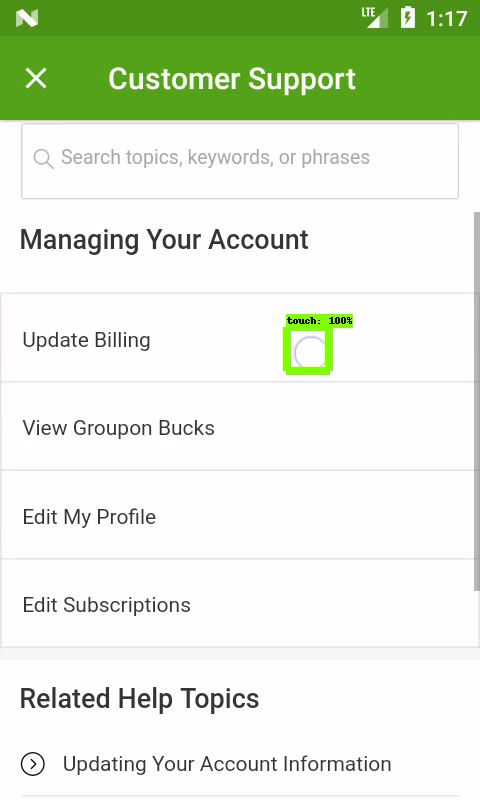 LTE 1:17
Customer Support
Search topics, keywords, or phrases
Managing Your Account
touch: 100%
Update Billing
View Groupon Bucks
Edit My Profile
Edit Subscriptions
Related Help Topics
Updating Your Account Information